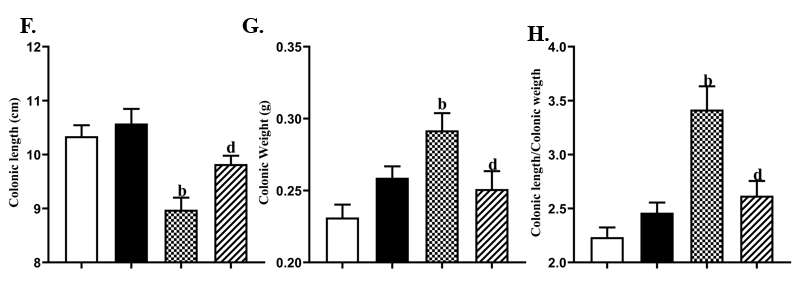 F.
Colonic length (cm)
12
11
10
9
8
b
d
G.
Colonic Weight (g)
0.35
0.30
0.25
0.20
b
d
H.
Colonic length/Colonic weigth
4.0
3.5
3.0
2.5
2.0
b
d